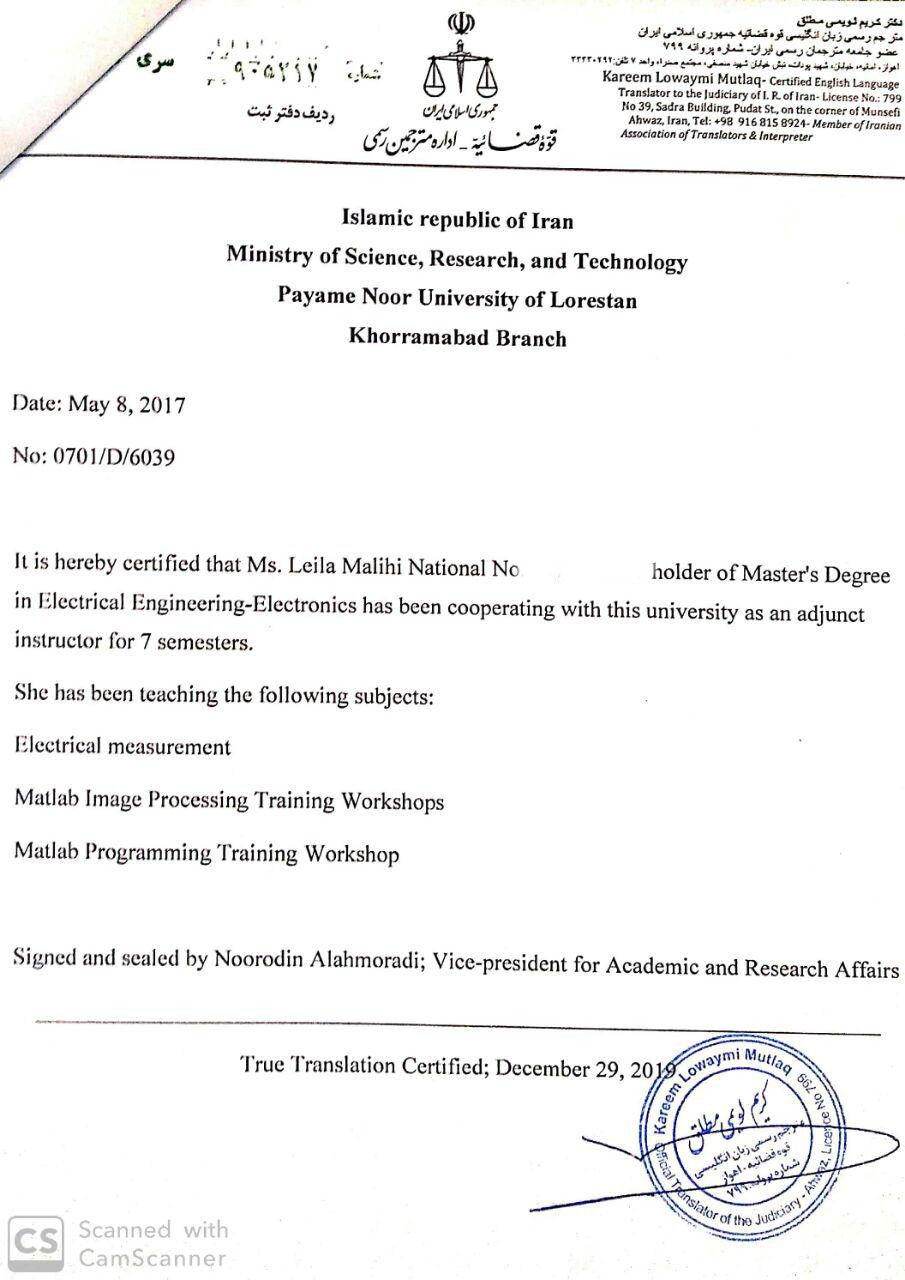 سری
شماره ۹۰۵۲۱۷
ردیف دفتر ثبت
جمهوری اسلامی ایران
قوّه قضـائیّه - اداره مترجمین رسمی
دکتر کریم لویمی مطلق
مترجم رسمی زبان انگلیسی قوه قضائیه جمهوری اسلامی ایران
عضو جامعه مترجمان رسمی ایران- شماره پروانه ۷۹۹
Kareem Lowaymi Mutlaq- Certified English Language
Translator to the Judiciary of I. R. of Iran- License No.: 799
No 39, Sadra Building, Pudat St., on the corner of Munsefi
Ahwaz, Iran, Tel: +98 916 815 8924- Member of Iranian
Association of Translators & Interpreter
Islamic republic of Iran
Ministry of Science, Research, and Technology
Payame Noor University of Lorestan
Khorramabad Branch
Date: May 8, 2017
No: 0701/D/6039
It is hereby certified that Ms. Leila Malihi National No holder of Master's Degree
in Electrical Engineering-Electronics has been cooperating with this university as an adjunct
instructor for 7 semesters.
She has been teaching the following subjects:
Electrical measurement
Matlab Image Processing Training Workshops
Matlab Programming Training Workshop
Signed and sealed by Noorodin Alahmoradi; Vice-president for Academic and Research Affairs
True Translation Certified; December 29, 2019
Kareem Lowaymi Mutlaq
Official Translator of the Judiciary - Ahwaz, Licence No 799
کریم لویمی مطلق
مترجم رسمی زبان انگلیسی
قوه قضائیه - اهواز
شماره پروانه: ۷۹۹
CS Scanned with
CamScanner